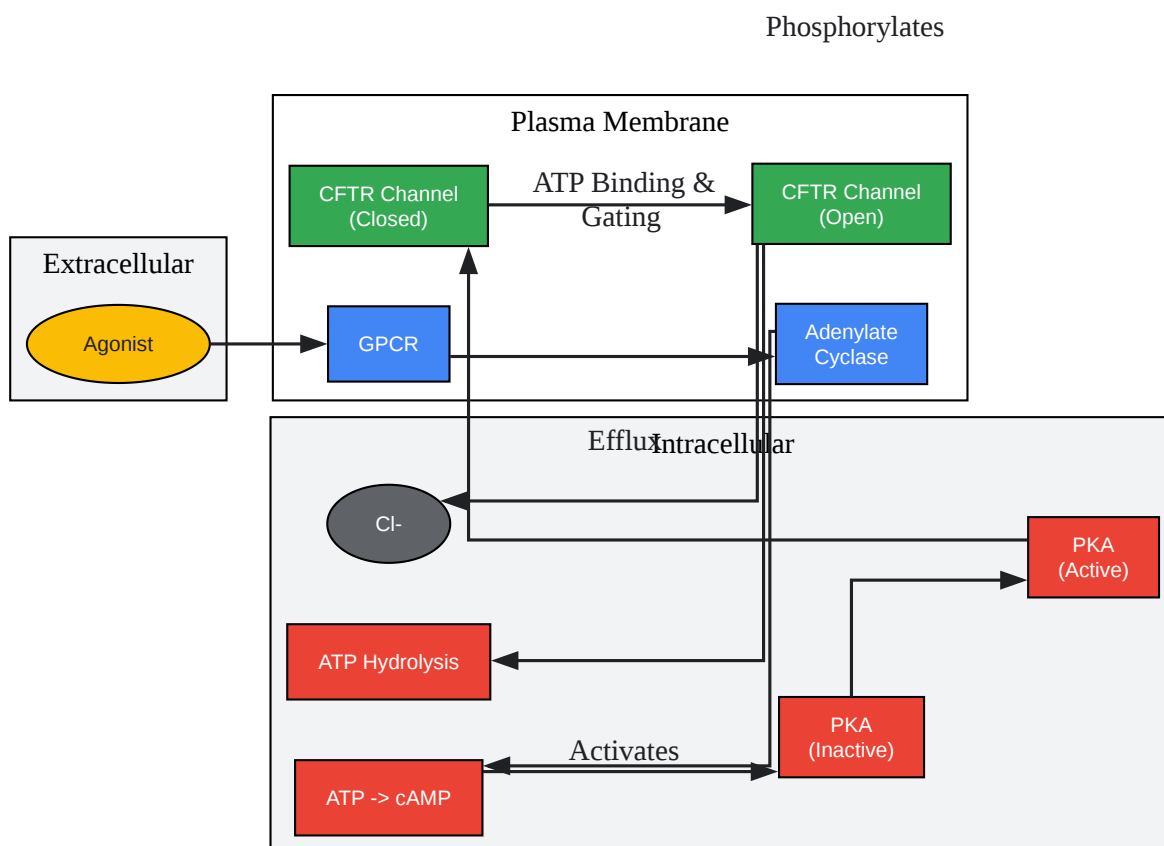 Phosphorylates
Plasma Membrane
CFTR Channel
(Closed)
ATP Binding &
Gating
CFTR Channel
(Open)
Extracellular
Agonist
GPCR
Adenylate
Cyclase
Efflux
Intracellular
Cl-
PKA
(Active)
ATP Hydrolysis
PKA
(Inactive)
Activates
ATP -> cAMP